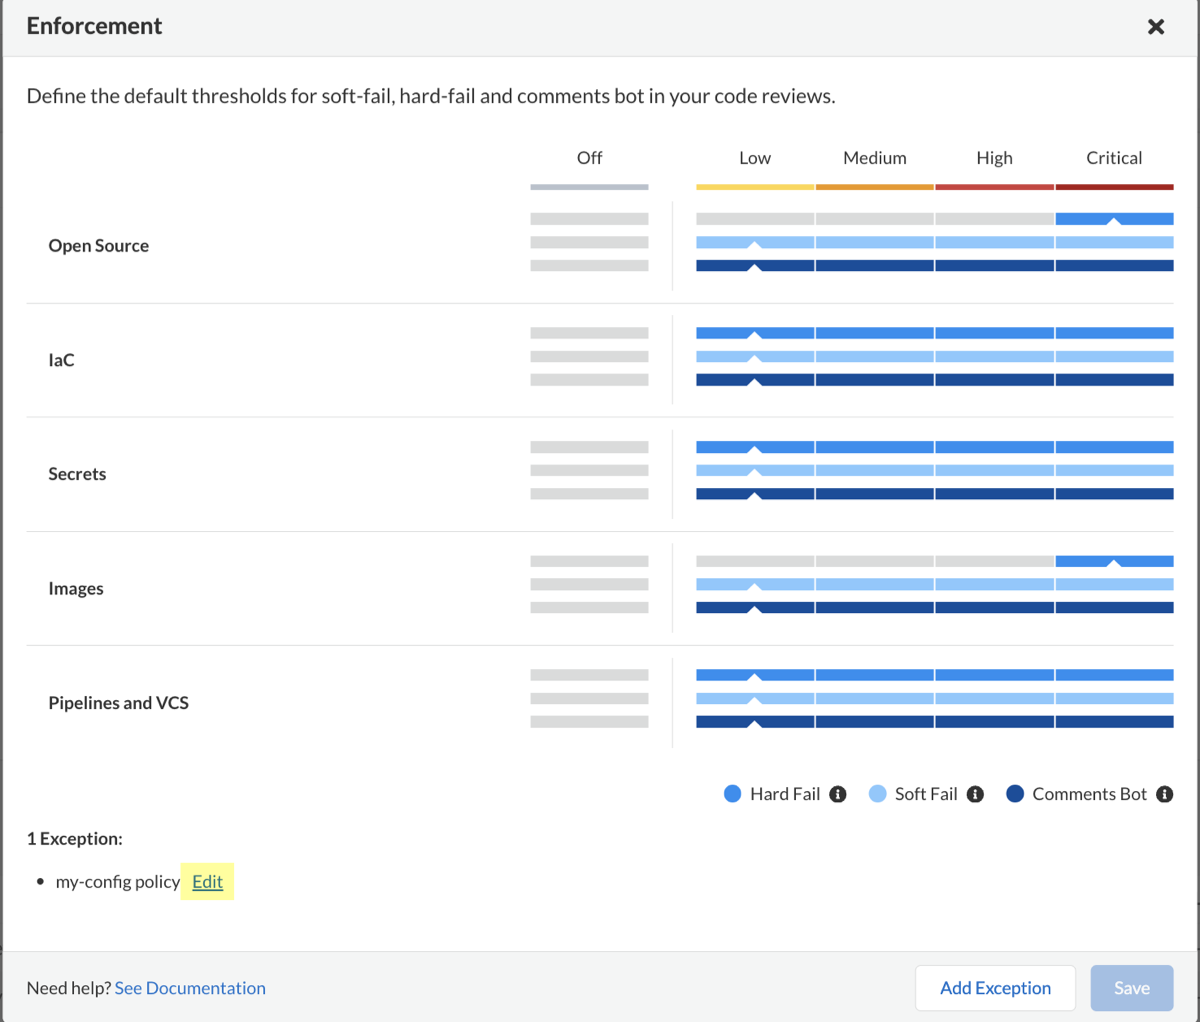 Enforcement
Define the default thresholds for soft-fail, hard-fail and comments bot in your code reviews.
Off Low Medium High Critical
Open Source
IaC
Secrets
Images
Pipelines and VCS
Hard Fail Soft Fail Comments Bot
1 Exception:
• my-config policy Edit
Need help? See Documentation Add Exception Save